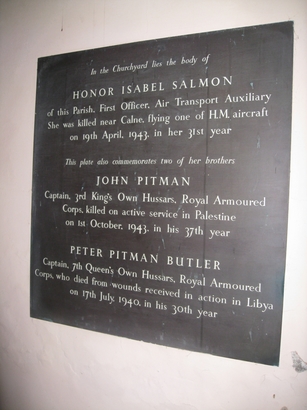 In the Churchyard lies the body of
HONOR ISABEL SALMON
of this Parish, First Officer, Air Transport Auxiliary
She was killed near Calne, flying one of H.M. aircraft
on 19th April, 1943, in her 31st year
This plate also commemorates two of her brothers
JOHN PITMAN
Captain, 3rd King's Own Hussars, Royal Armoured
Corps, killed on active service in Palestine
on 1st October, 1943, in his 37th year
PETER PITMAN BUTLER
Captain, 7th Queen's Own Hussars, Royal Armoured
Corps, who died from wounds received in action in Libya
on 17th July, 1940, in his 30th year